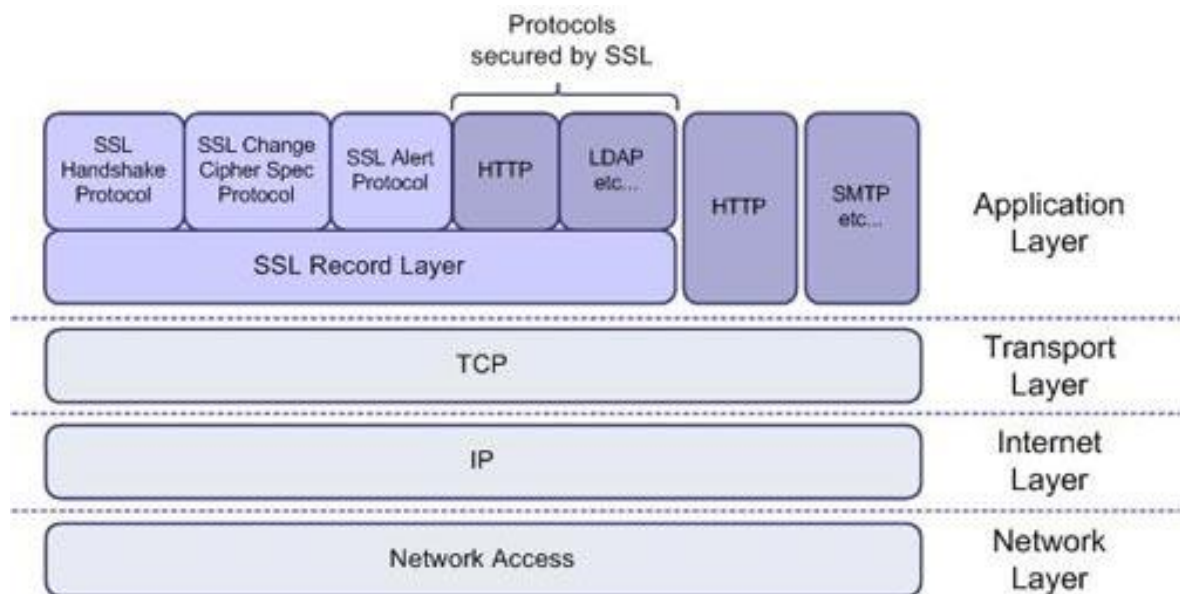 Protocols
secured by SSL
SSL
Handshake
Protocol
SSL Change
Cipher Spec
Protocol
SSL Alert
Protocol
HTTP
LDAP
etc...
HTTP
SMTP
etc...
Application
Layer
SSL Record Layer
TCP
Transport
Layer
IP
Internet
Layer
Network Access
Network
Layer